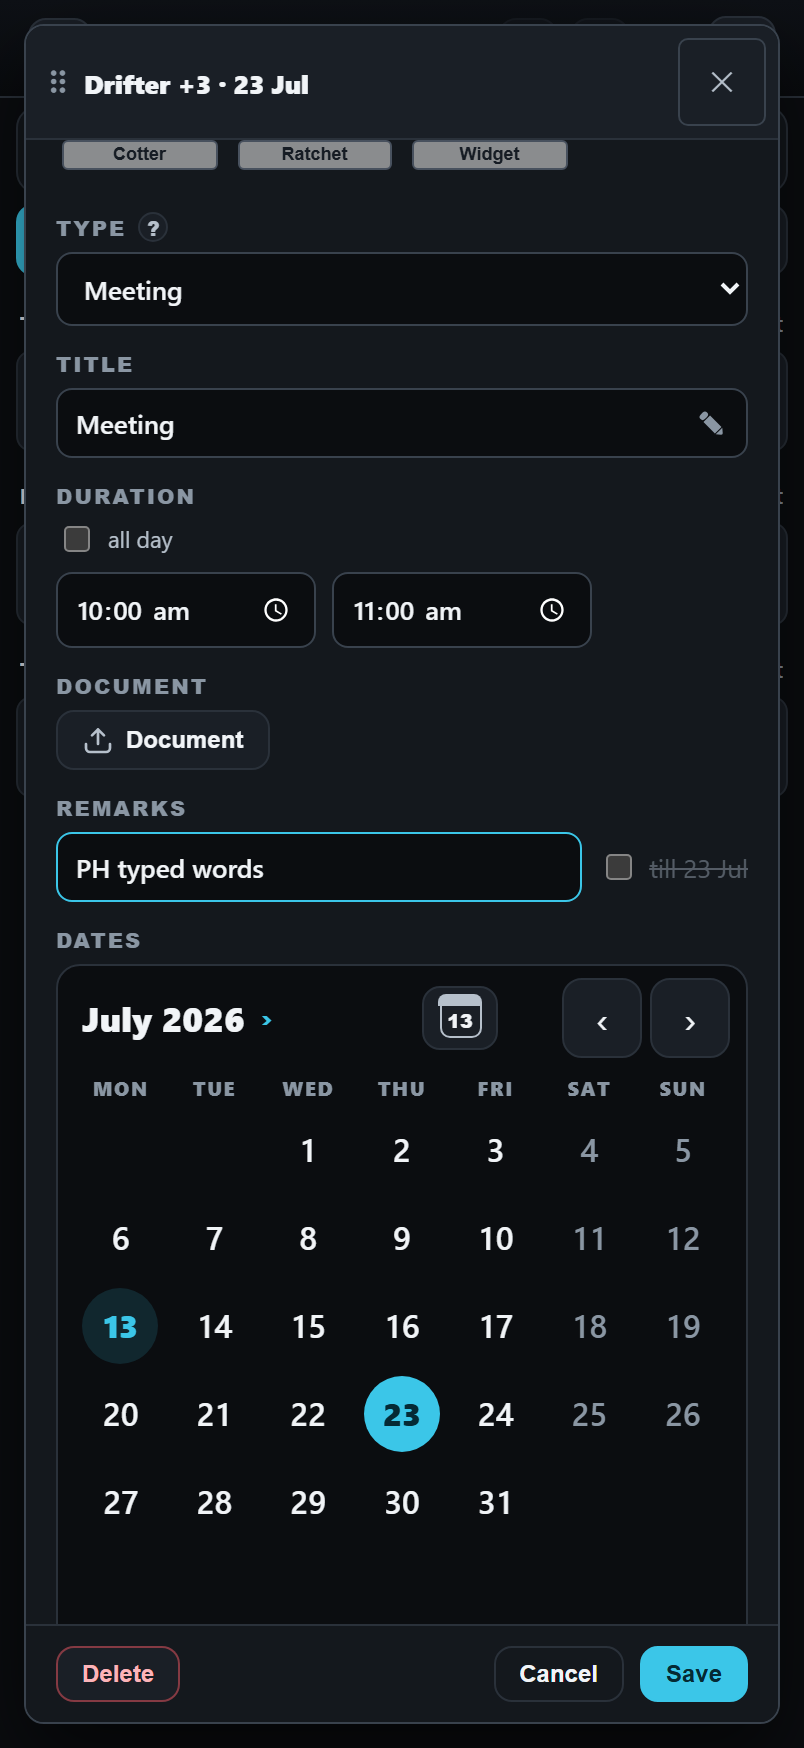 Drifter +3 · 23 Jul
Cotter Ratchet Widget
TYPE ?
Meeting
TITLE
Meeting
DURATION
all day
10:00 am 11:00 am
DOCUMENT
Document
REMARKS
PH typed words till 23 Jul
DATES
July 2026 › 13 ‹ ›
MON TUE WED THU FRI SAT SUN
1 2 3 4 5
6 7 8 9 10 11 12
13 14 15 16 17 18 19
20 21 22 23 24 25 26
27 28 29 30 31
Delete Cancel Save